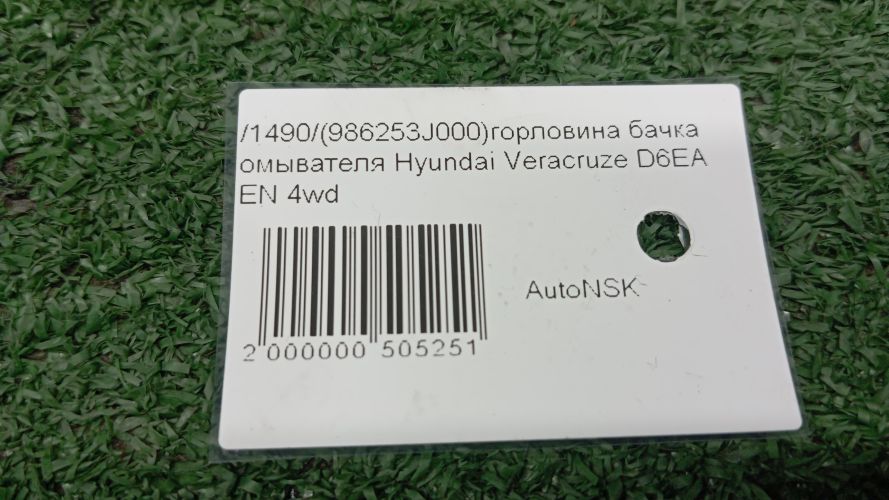 /1490/(986253J000)горловина бачка
омывателя Hyundai Veracruze D6EA
EN 4wd
AutoNSK
2 000000 505251